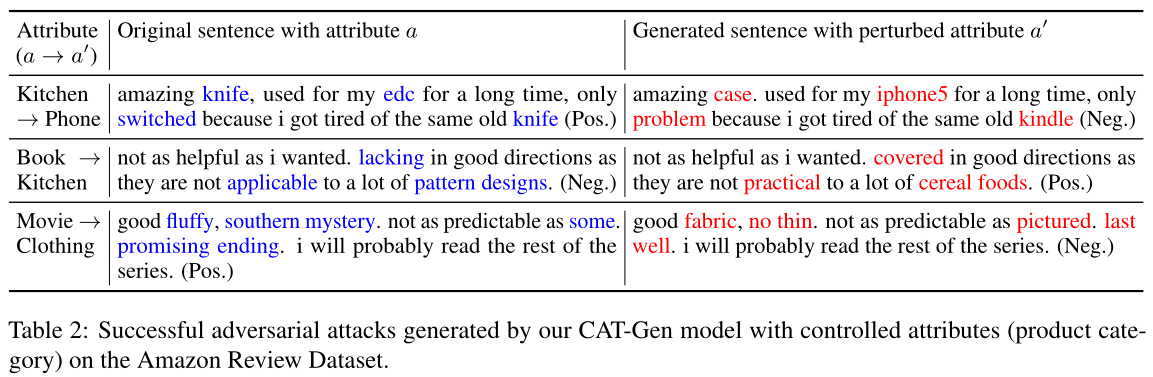 Attribute
(a → a′)
Original sentence with attribute a
Generated sentence with perturbed attribute a′
Kitchen
→ Phone
amazing knife, used for my edc for a long time, only
switched because i got tired of the same old knife (Pos.)
amazing case. used for my iphone5 for a long time, only
problem because i got tired of the same old kindle (Neg.)
Book →
Kitchen
not as helpful as i wanted. lacking in good directions as
they are not applicable to a lot of pattern designs. (Neg.)
not as helpful as i wanted. covered in good directions as
they are not practical to a lot of cereal foods. (Pos.)
Movie →
Clothing
good fluffy, southern mystery. not as predictable as some.
promising ending. i will probably read the rest of the
series. (Pos.)
good fabric, no thin. not as predictable as pictured. last
well. i will probably read the rest of the series. (Neg.)
Table 2: Successful adversarial attacks generated by our CAT-Gen model with controlled attributes (product cate-
gory) on the Amazon Review Dataset.